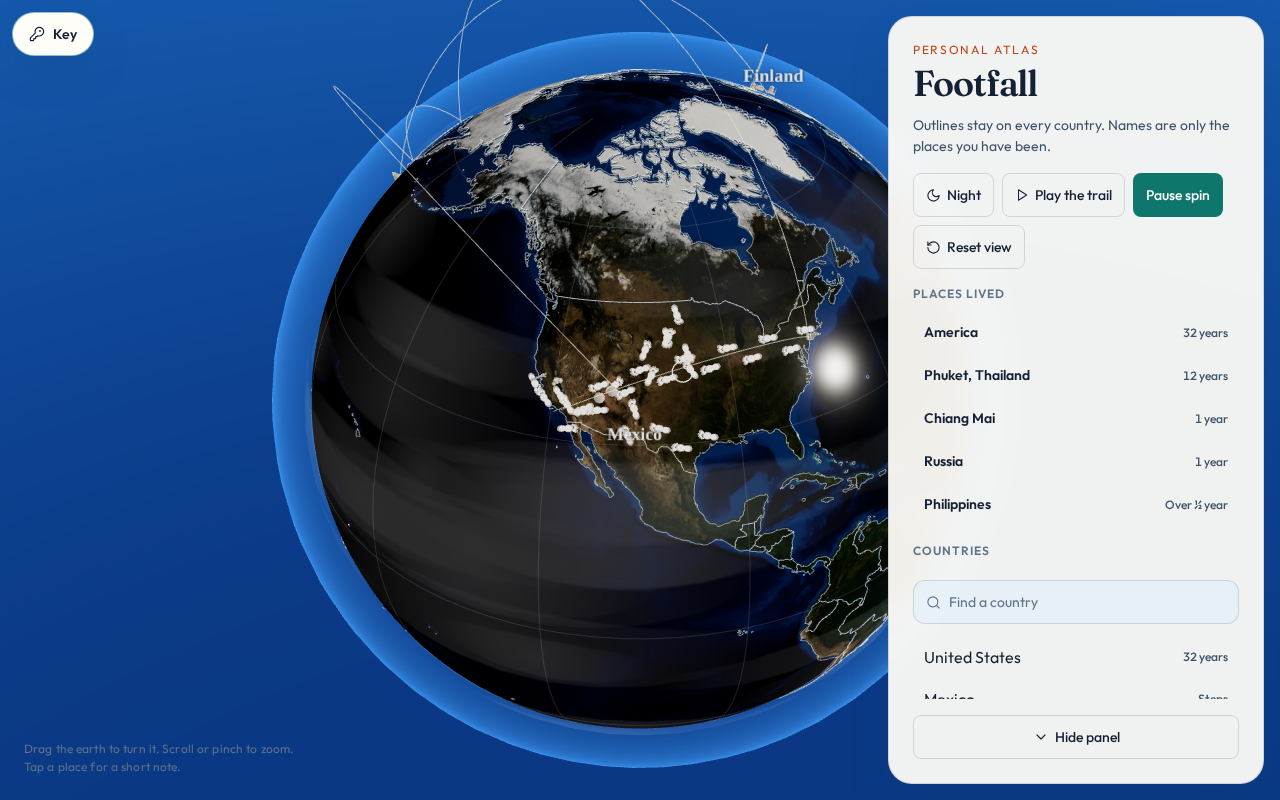 Key
Finland
Mexico
PERSONAL ATLAS
Footfall
Outlines stay on every country. Names are only the
places you have been.
Night
Play the trail
Pause spin
Reset view
PLACES LIVED
America 32 years
Phuket, Thailand 12 years
Chiang Mai 1 year
Russia 1 year
Philippines Over ½ year
COUNTRIES
Find a country
United States 32 years
Mexico Steps
Hide panel
Drag the earth to turn it. Scroll or pinch to zoom.
Tap a place for a short note.